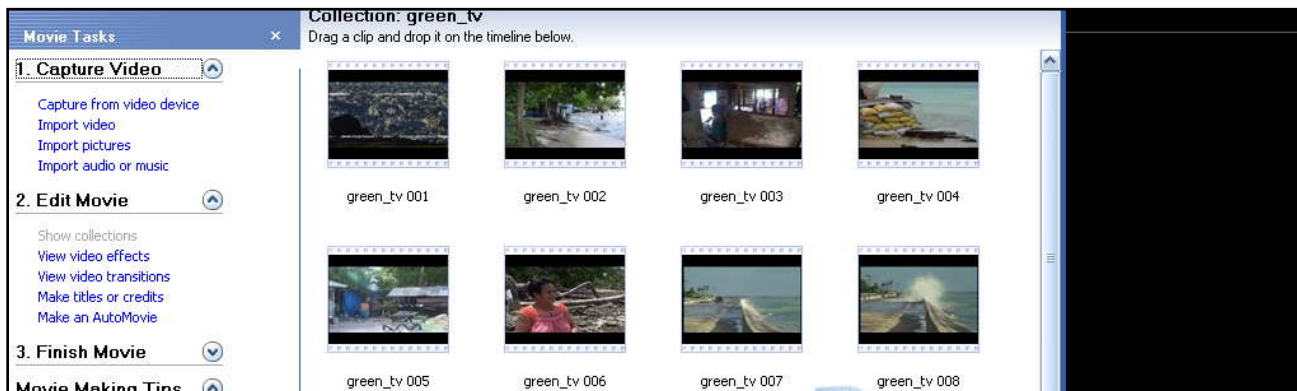 Movie Tasks
×
1. Capture Video
Capture from video device
Import video
Import pictures
Import audio or music
2. Edit Movie
Show collections
View video effects
View video transitions
Make titles or credits
Make an AutoMovie
3. Finish Movie
Movie Making Tips
Collection: green_tv
Drag a clip and drop it on the timeline below.
green_tv 001
green_tv 002
green_tv 003
green_tv 004
green_tv 005
green_tv 006
green_tv 007
green_tv 008